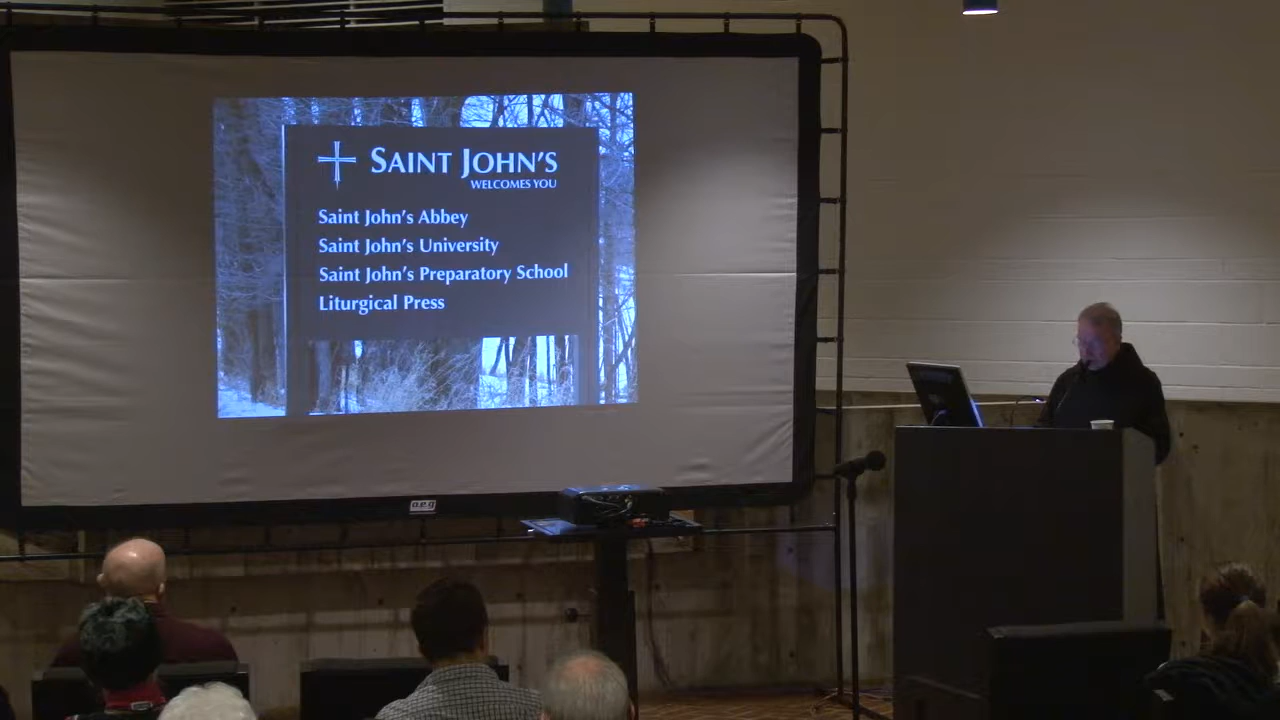 SAINT JOHN'S
WELCOMES YOU
Saint John's Abbey
Saint John's University
Saint John's Preparatory School
Liturgical Press
a.e.g